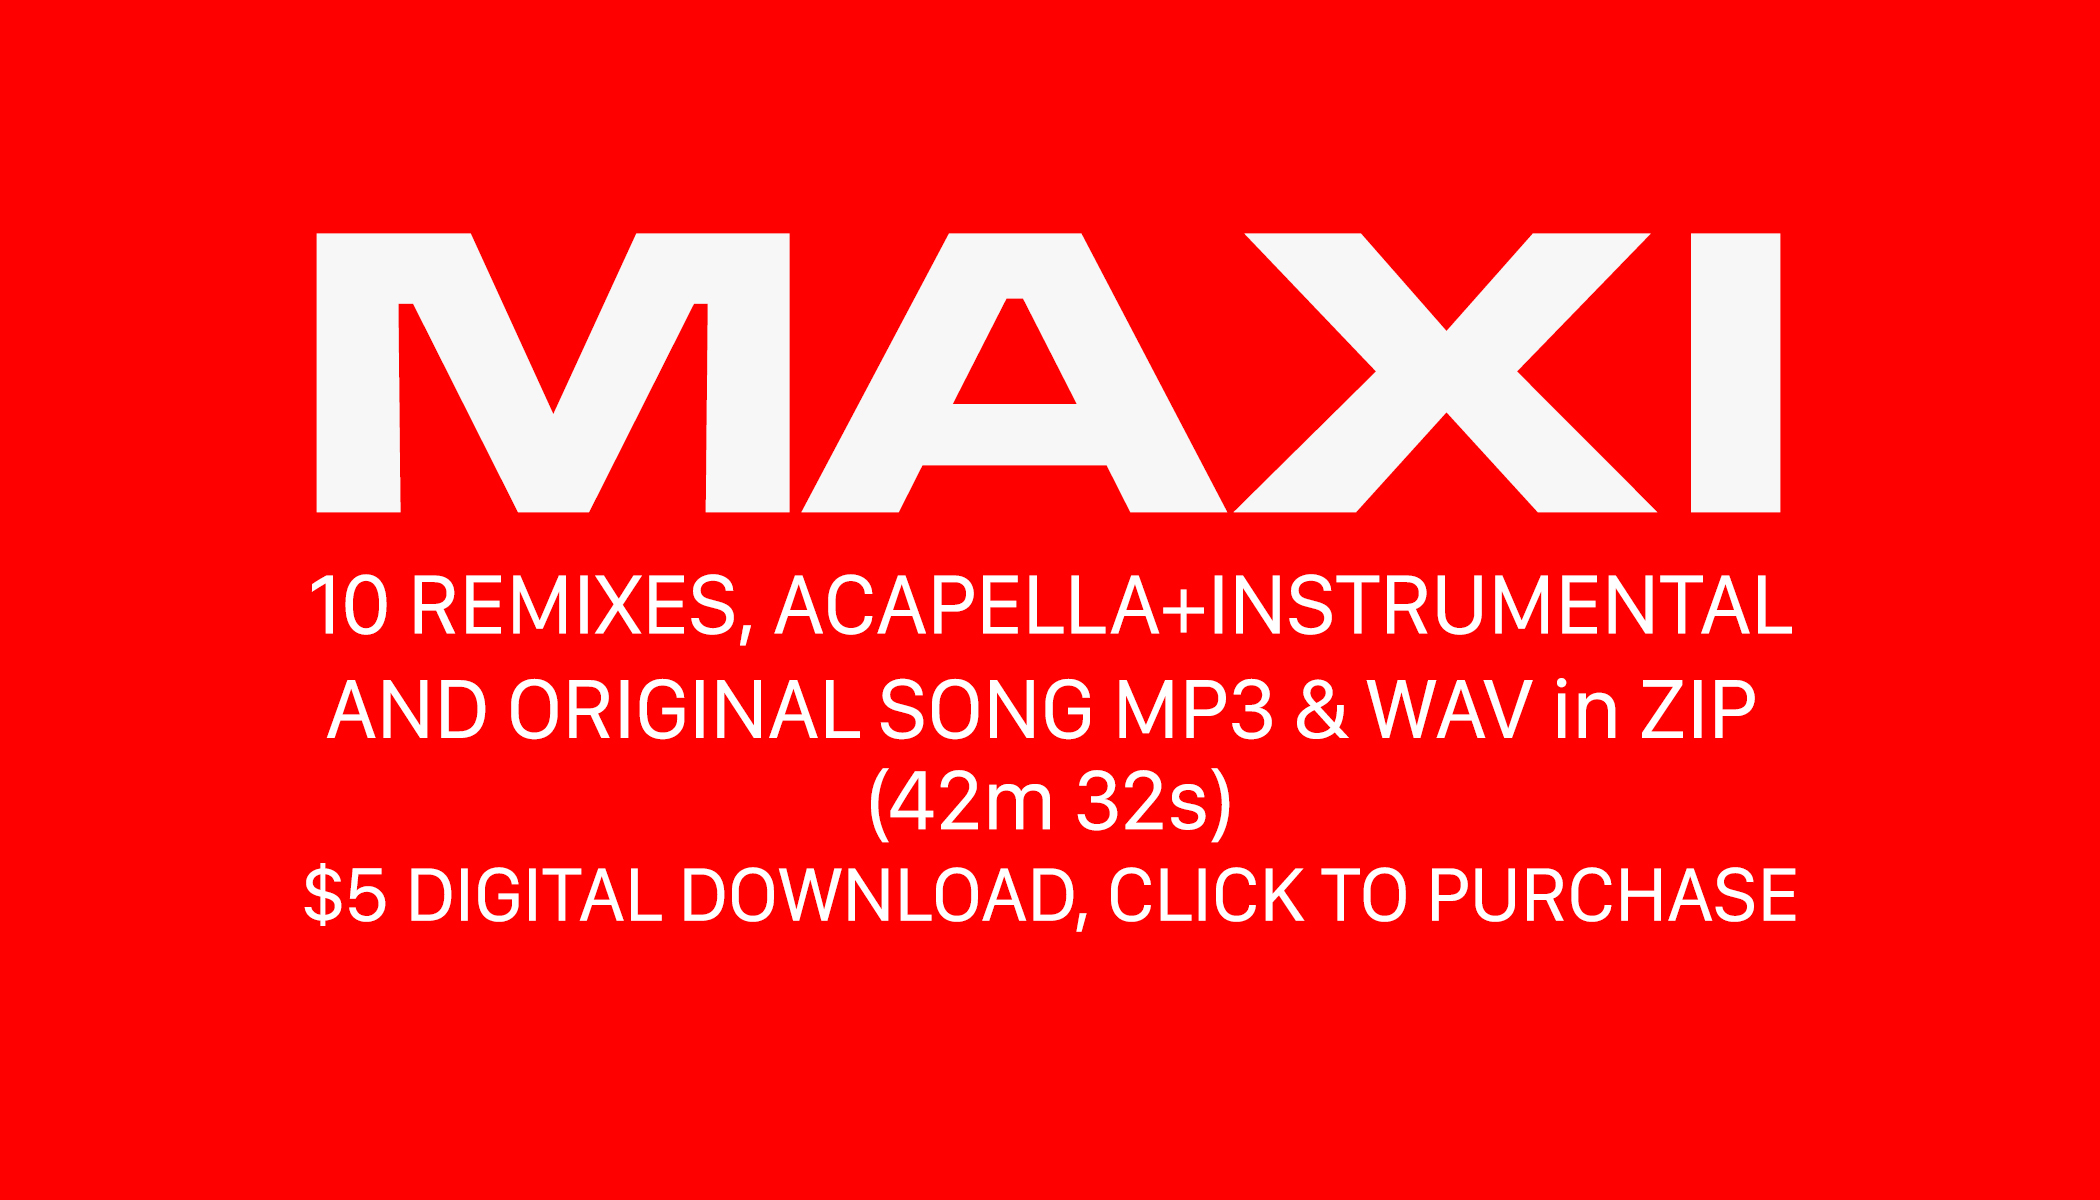 MAXI
10 REMIXES, ACAPELLA+INSTRUMENTAL
AND ORIGINAL SONG MP3 & WAV in ZIP
(42m 32s)
$5 DIGITAL DOWNLOAD, CLICK TO PURCHASE